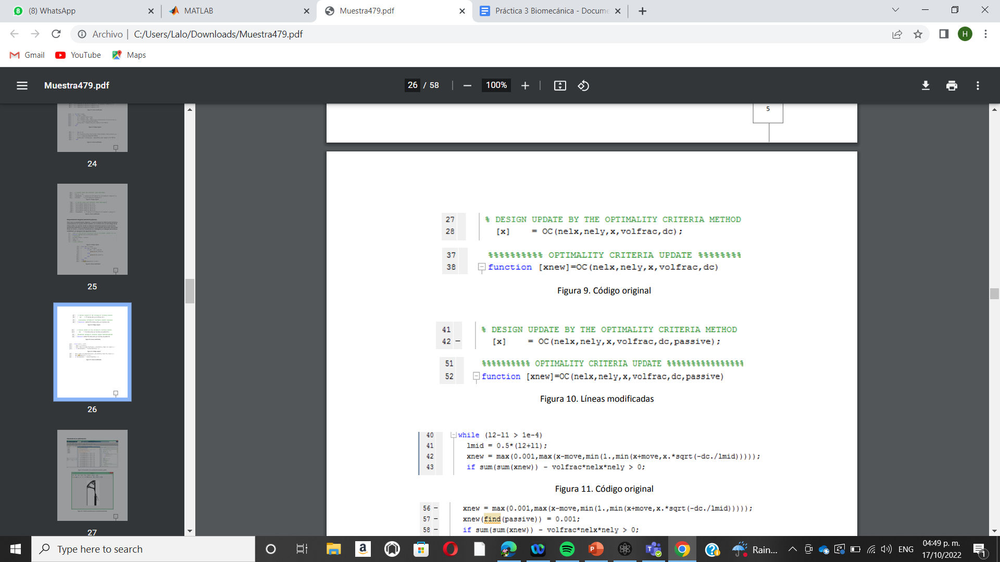 (8) WhatsApp
MATLAB
Muestra479.pdf
Práctica 3 Biomecánica - Docume
Archivo
C:/Users/Lalo/Downloads/Muestra479.pdf
H
Gmail
YouTube
Maps
Muestra479.pdf
26 / 58
100%
24
25
26
27
5
27 % DESIGN UPDATE BY THE OPTIMALITY CRITERIA METHOD
28 [x] = OC(nelx,nely,x,volfrac,dc);
37 %%%%%%%%%% OPTIMALITY CRITERIA UPDATE %%%%%%%%
38 function [xnew]=OC(nelx,nely,x,volfrac,dc)
Figura 9. Código original
41 % DESIGN UPDATE BY THE OPTIMALITY CRITERIA METHOD
42 – [x] = OC(nelx,nely,x,volfrac,dc,passive);
51 %%%%%%%%%% OPTIMALITY CRITERIA UPDATE %%%%%%%%%%%%%%%%
52 function [xnew]=OC(nelx,nely,x,volfrac,dc,passive)
Figura 10. Líneas modificadas
40 while (l2-l1 > 1e-4)
41 lmid = 0.5*(l2+l1);
42 xnew = max(0.001,max(x-move,min(1.,min(x+move,x.*sqrt(-dc./lmid)))));
43 if sum(sum(xnew)) - volfrac*nelx*nely > 0;
Figura 11. Código original
56 – xnew = max(0.001,max(x-move,min(1.,min(x+move,x.*sqrt(-dc./lmid)))));
57 – xnew(find(passive)) = 0.001;
58 – if sum(sum(xnew)) - volfrac*nelx*nely > 0;
Type here to search
Rain...
ENG
04:49 p. m.
17/10/2022
1